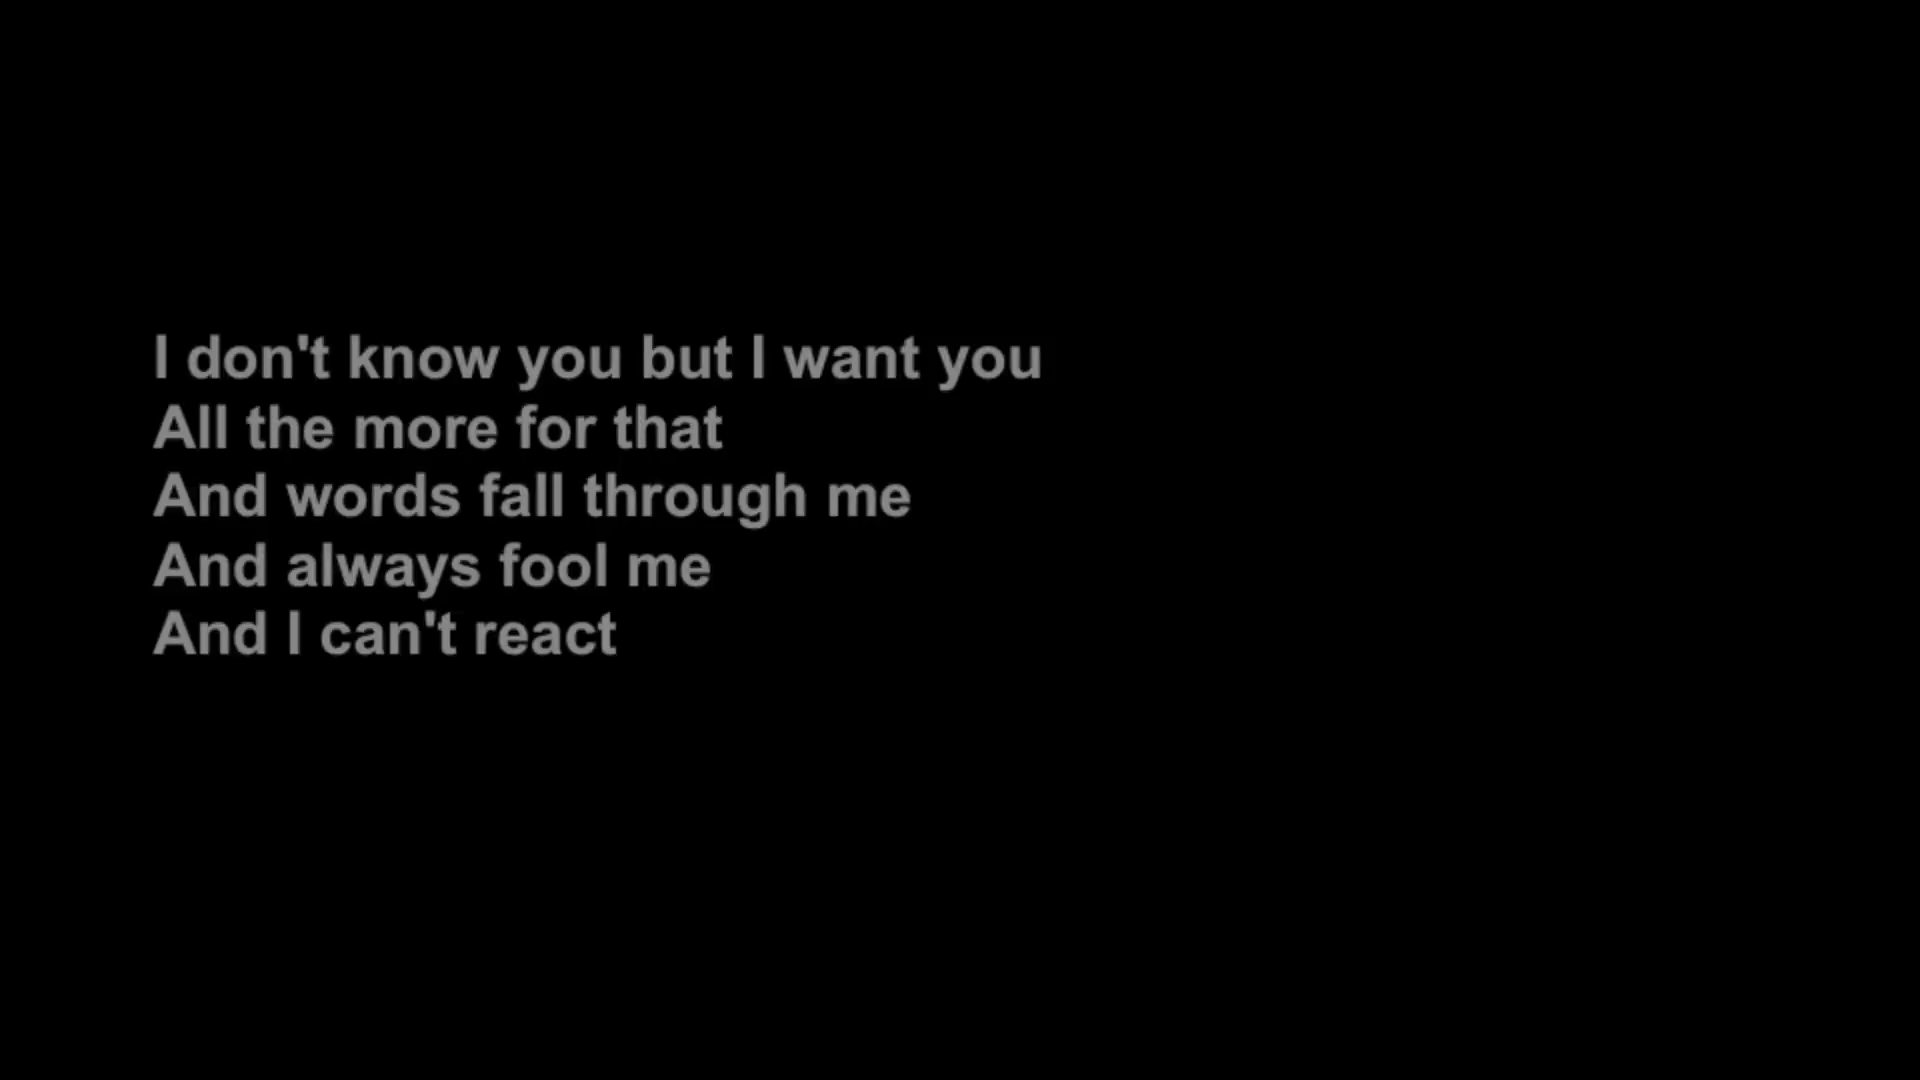 I don't know you but I want you
All the more for that
And words fall through me
And always fool me
And I can't react